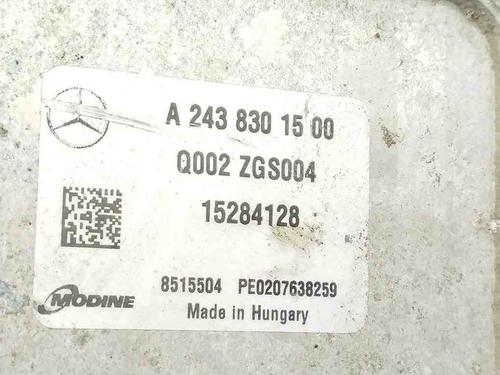 A 243 830 15 00
Q002 ZGS004
15284128
8515504 PE0207638259
MODINE
Made in Hungary